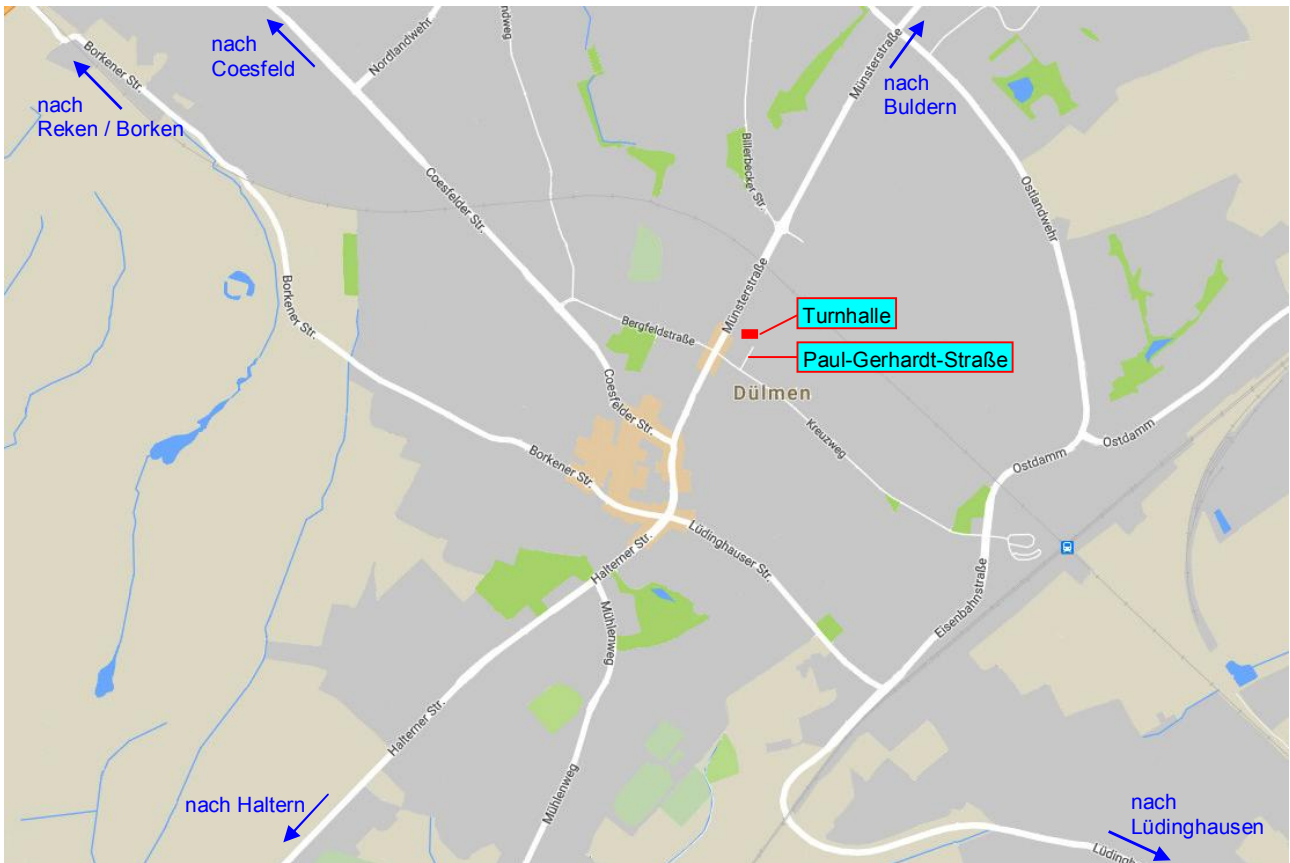 nach
Coesfeld
Borkener Str.
nach
Reken / Borken
Nordlandwehr
ndweg
Münsterstraße
nach
Buldern
Billerbecker Str.
Coesfelder Str.
Ostlandwehr
Borkener Str.
Münsterstraße
Turnhalle
Bergfeldstraße
Paul-Gerhardt-Straße
Dülmen
Coesfelder Str.
Kreuzweg
Ostdamm
Ostdamm
Borkener Str.
Lüdinghauser Str.
Halterner Str.
Eisenbahnstraße
Mühlenweg
Halterner Str.
Mühlenweg
nach Haltern
nach
Lüdinghausen
Lüdingh